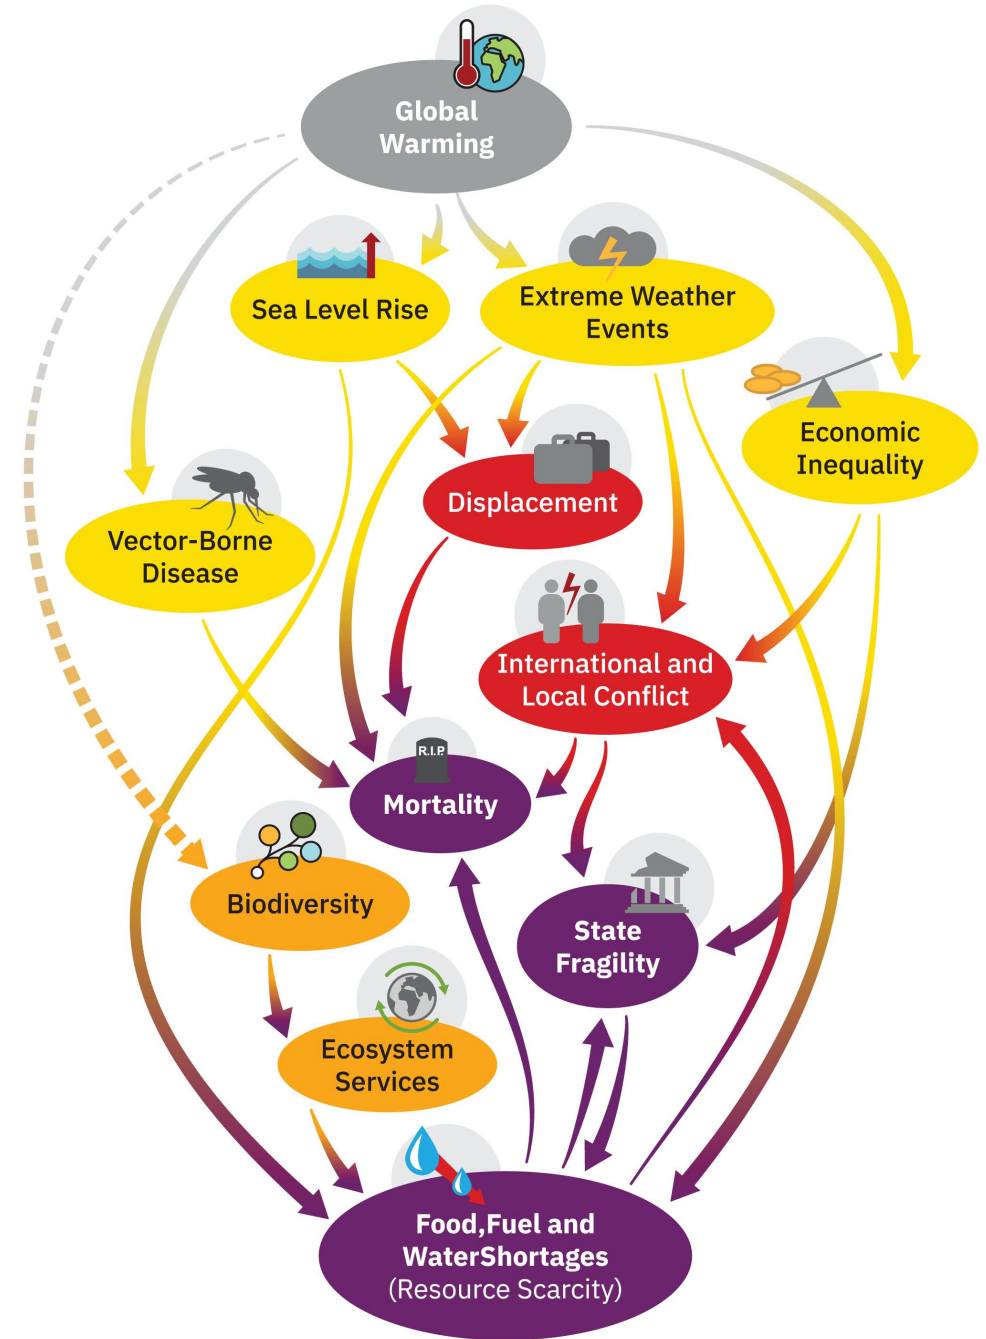 Global
Warming
Sea Level Rise
Extreme Weather
Events
Economic
Inequality
Displacement
Vector-Borne
Disease
International and
Local Conflict
R.I.P.
Mortality
Biodiversity
State
Fragility
Ecosystem
Services
Food,Fuel and
WaterShortages
(Resource Scarcity)